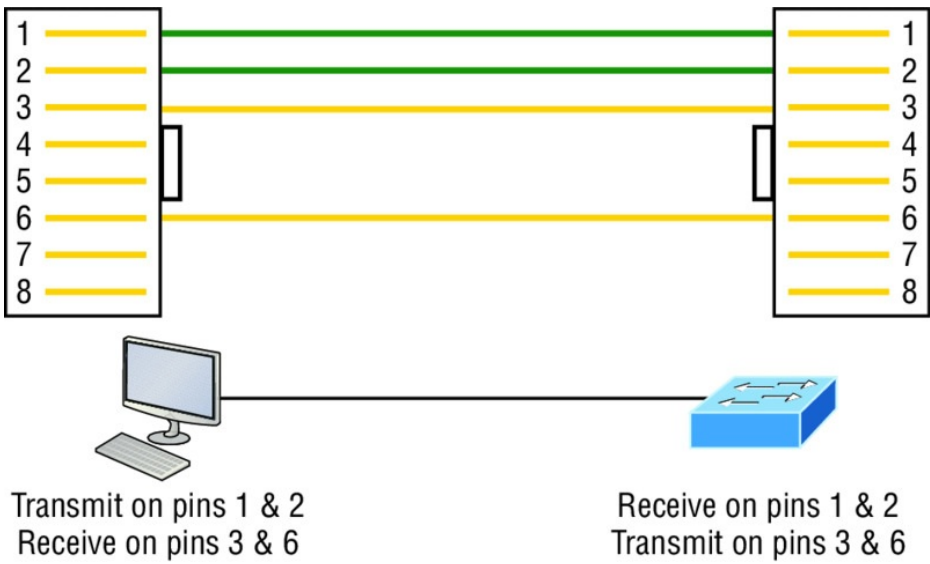 1 1
2 2
3 3
4 4
5 5
6 6
7 7
8 8
Transmit on pins 1 & 2
Receive on pins 3 & 6
Receive on pins 1 & 2
Transmit on pins 3 & 6